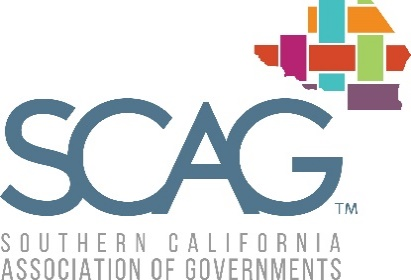 SCAG™
SOUTHERN CALIFORNIA
ASSOCIATION OF GOVERNMENTS